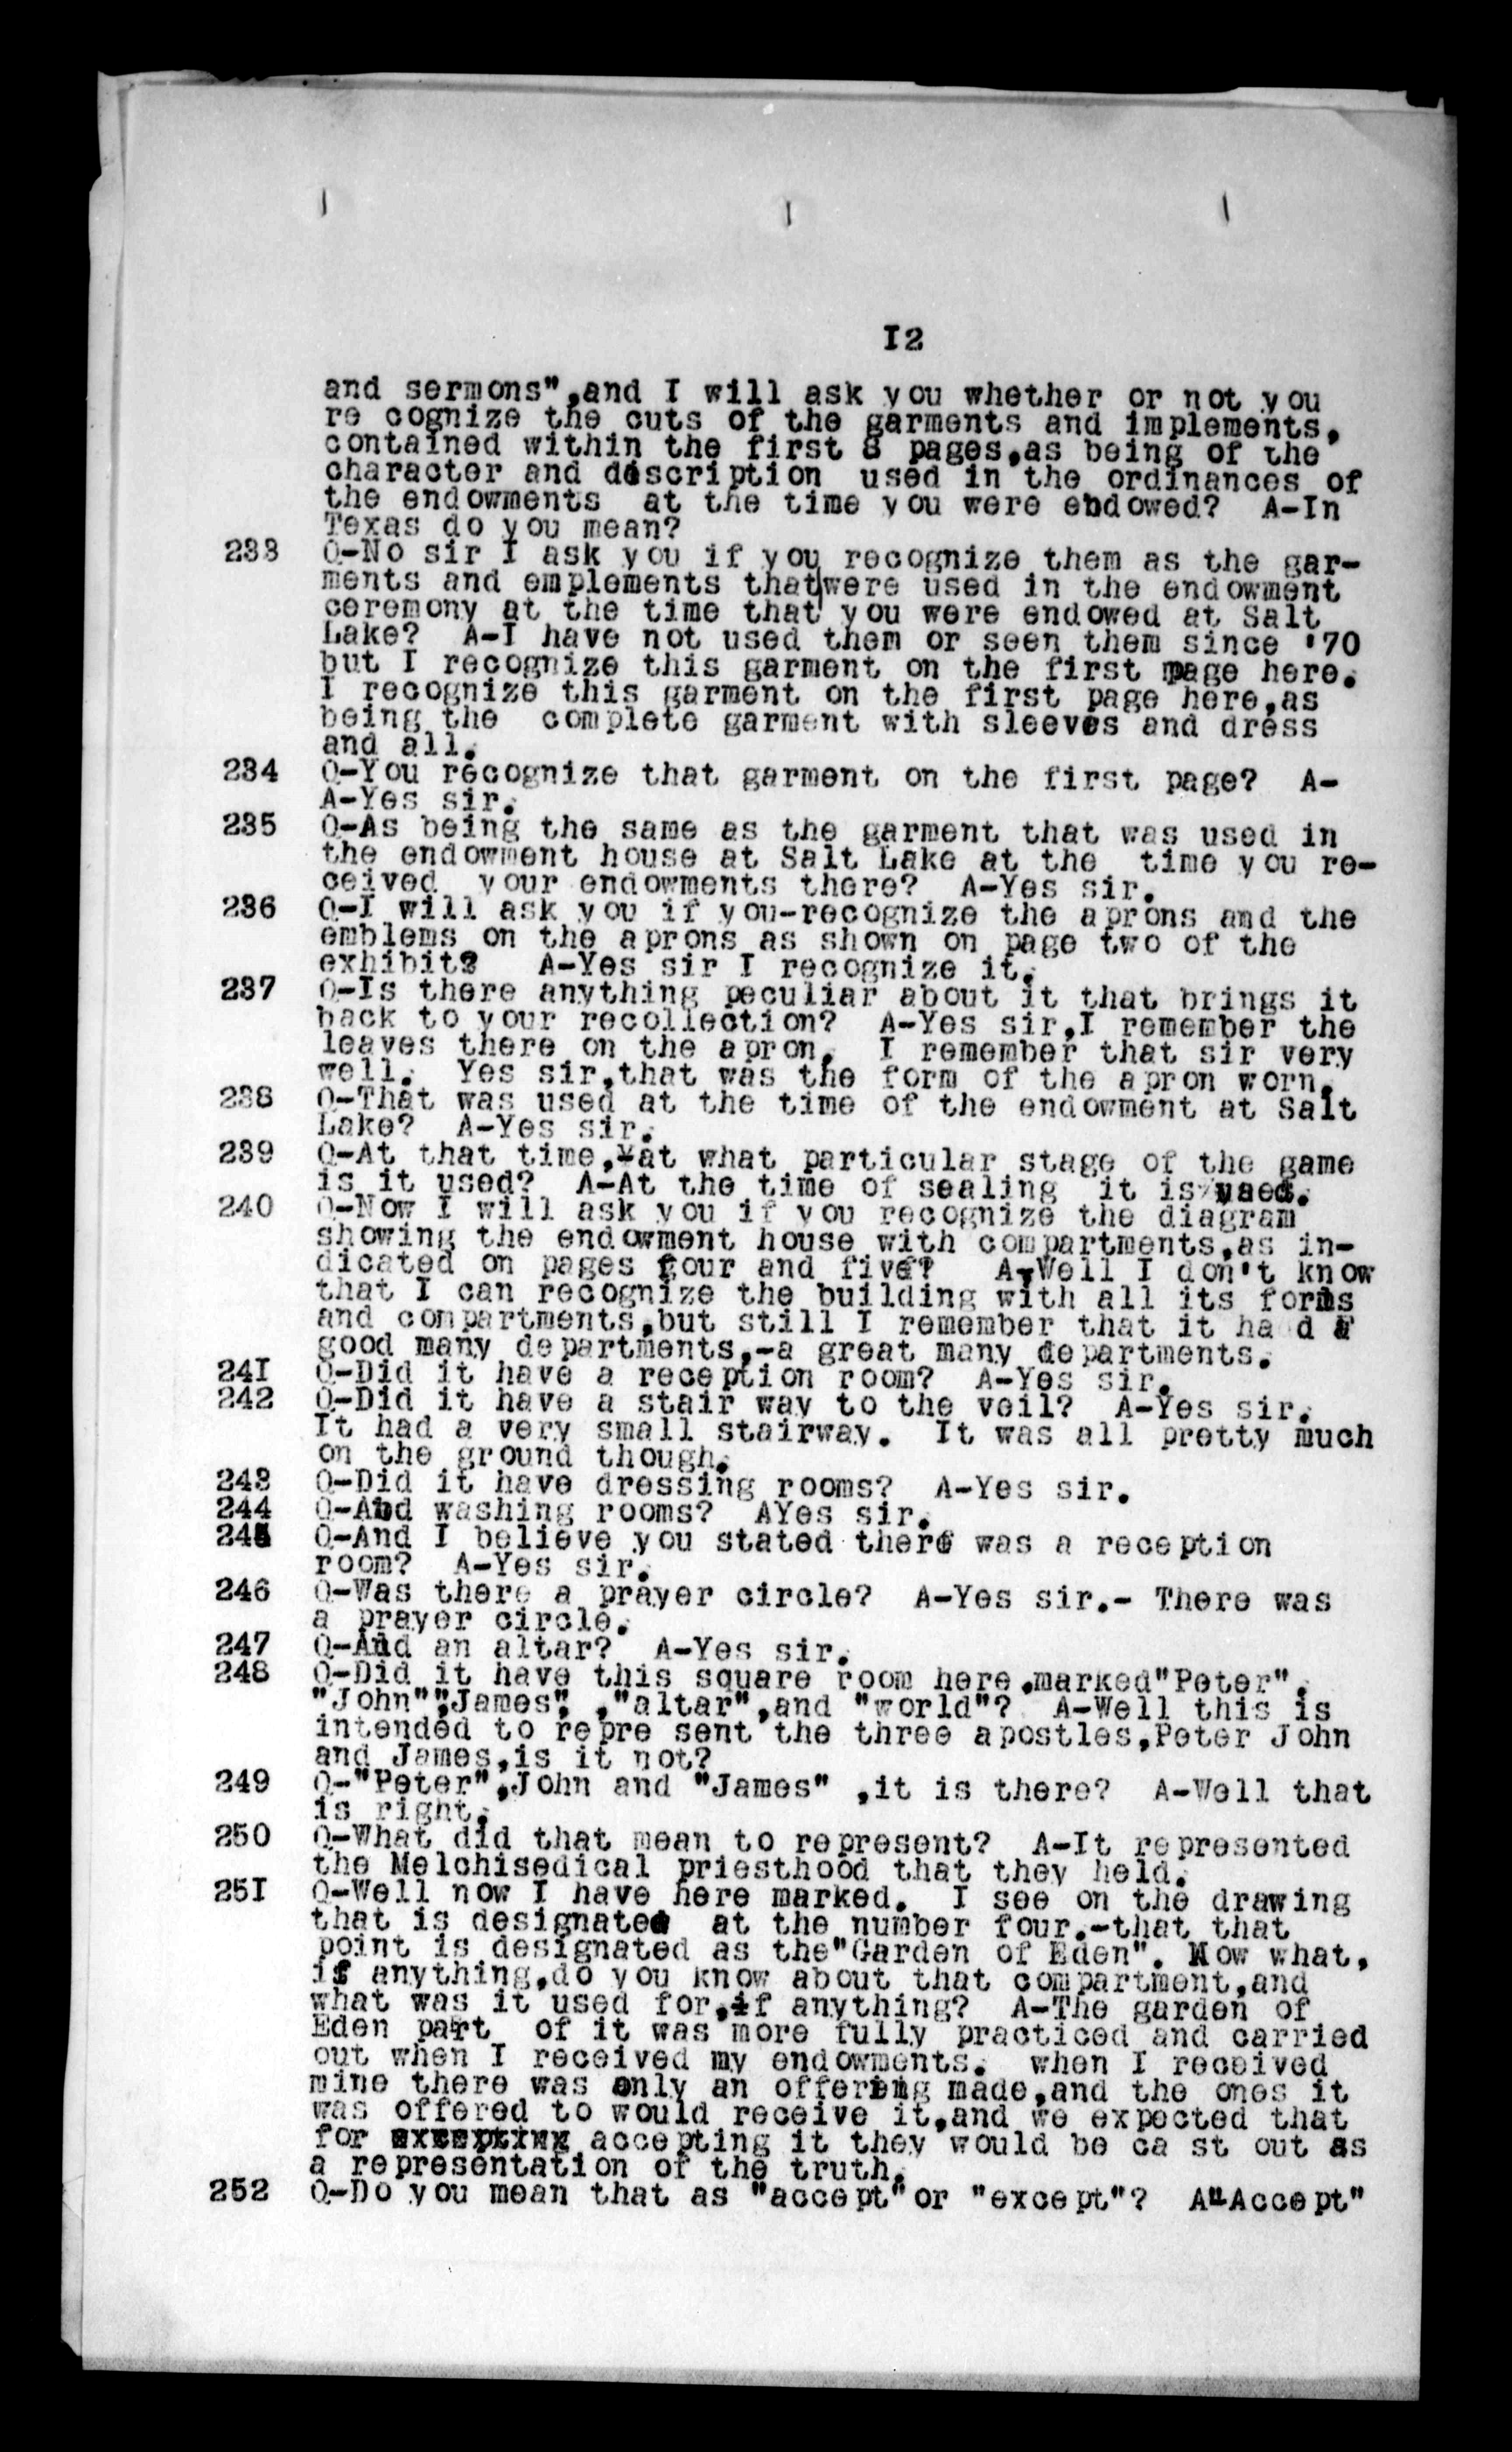 I2
and sermons",and I will ask you whether or not you
re cognize the cuts of the garments and implements,
contained within the first 8 pages,as being of the
character and discription used in the ordinances of
the endowments at the time you were endowed? A-In
Texas do you mean?
233 Q-No sir I ask you if you recognize them as the gar-
ments and emplements that were used in the endowment
ceremony at the time that you were endowed at Salt
Lake? A-I have not used them or seen them since '70
but I recognize this garment on the first page here.
I recognize this garment on the first page here,as
being the complete garment with sleeves and dress
and all.
234 Q-You recognize that garment on the first page? A-
A-Yes sir.
235 Q-As being the same as the garment that was used in
the endowment house at Salt Lake at the time you re-
ceived your endowments there? A-Yes sir.
236 Q-I will ask you if you-recognize the aprons and the
emblems on the aprons as shown on page two of the
exhibit? A-Yes sir I recognize it.
237 Q-Is there anything peculiar about it that brings it
back to your recollection? A-Yes sir,I remember the
leaves there on the apron. I remember that sir very
well. Yes sir,that was the form of the apron worn.
238 Q-That was used at the time of the endowment at Salt
Lake? A-Yes sir.
239 Q-At that time,at what particular stage of the game
is it used? A-At the time of sealing it is used.
240 Q-Now I will ask you if you recognize the diagram
showing the endowment house with compartments,as in-
dicated on pages four and five? A-Well I don't know
that I can recognize the building with all its forms
and compartments,but still I remember that it ha d a
good many departments,-a great many departments.
24I Q-Did it have a reception room? A-Yes sir.
242 Q-Did it have a stair way to the veil? A-Yes sir.
It had a very small stairway. It was all pretty much
on the ground though.
243 Q-Did it have dressing rooms? A-Yes sir.
244 Q-And washing rooms? AYes sir.
245 Q-And I believe you stated there was a reception
room? A-Yes sir.
246 Q-Was there a prayer circle? A-Yes sir.- There was
a prayer circle.
247 Q-And an altar? A-Yes sir.
248 Q-Did it have this square room here,marked"Peter".
"John","James", ,"altar",and "world"? A-Well this is
intended to repre sent the three apostles,Peter John
and James,is it not?
249 Q-"Peter",John and "James" ,it is there? A-Well that
is right.
250 Q-What did that mean to represent? A-It represented
the Melchisedical priesthood that they held.
25I Q-Well now I have here marked. I see on the drawing
that is designated at the number four.-that that
point is designated as the"Garden of Eden". Now what,
if anything,do you know about that compartment,and
what was it used for,if anything? A-The garden of
Eden part of it was more fully practiced and carried
out when I received my endowments. when I received
mine there was only an offering made,and the ones it
was offered to would receive it,and we expected that
for accepting it they would be ca st out as
a representation of the truth.
252 Q-Do you mean that as "accept"or "except"? A"-Accept"